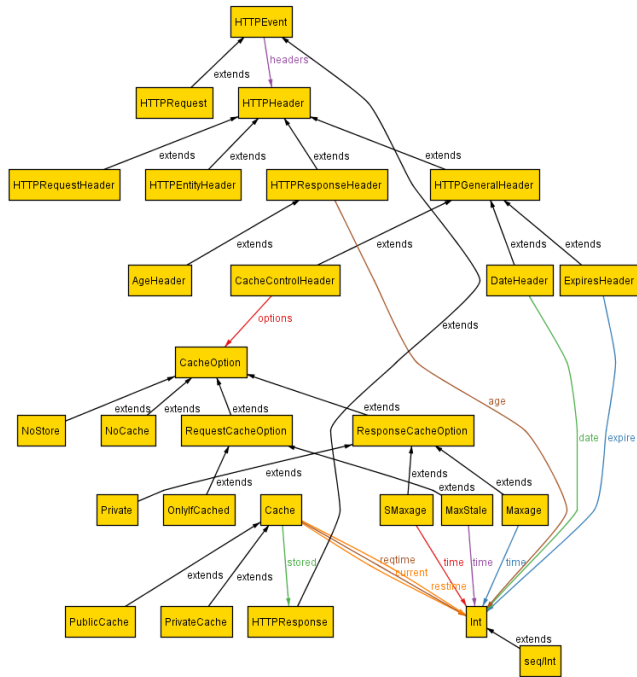 HTTPEvent
headers
extends
HTTPRequest
HTTPHeader
extends
extends
extends
extends
HTTPRequestHeader
HTTPEntityHeader
HTTPResponseHeader
HTTPGeneralHeader
extends
extends
extends
extends
AgeHeader
CacheControlHeader
DateHeader
ExpiresHeader
options
extends
CacheOption
age
extends
extends
extends
extends
NoStore
NoCache
RequestCacheOption
ResponseCacheOption
date
expire
extends
extends
extends
extends
extends
Private
OnlyIfCached
Cache
SMaxage
MaxStale
Maxage
stored
reqtime
current
restime
time
time
time
extends
extends
PublicCache
PrivateCache
HTTPResponse
Int
extends
seq/Int